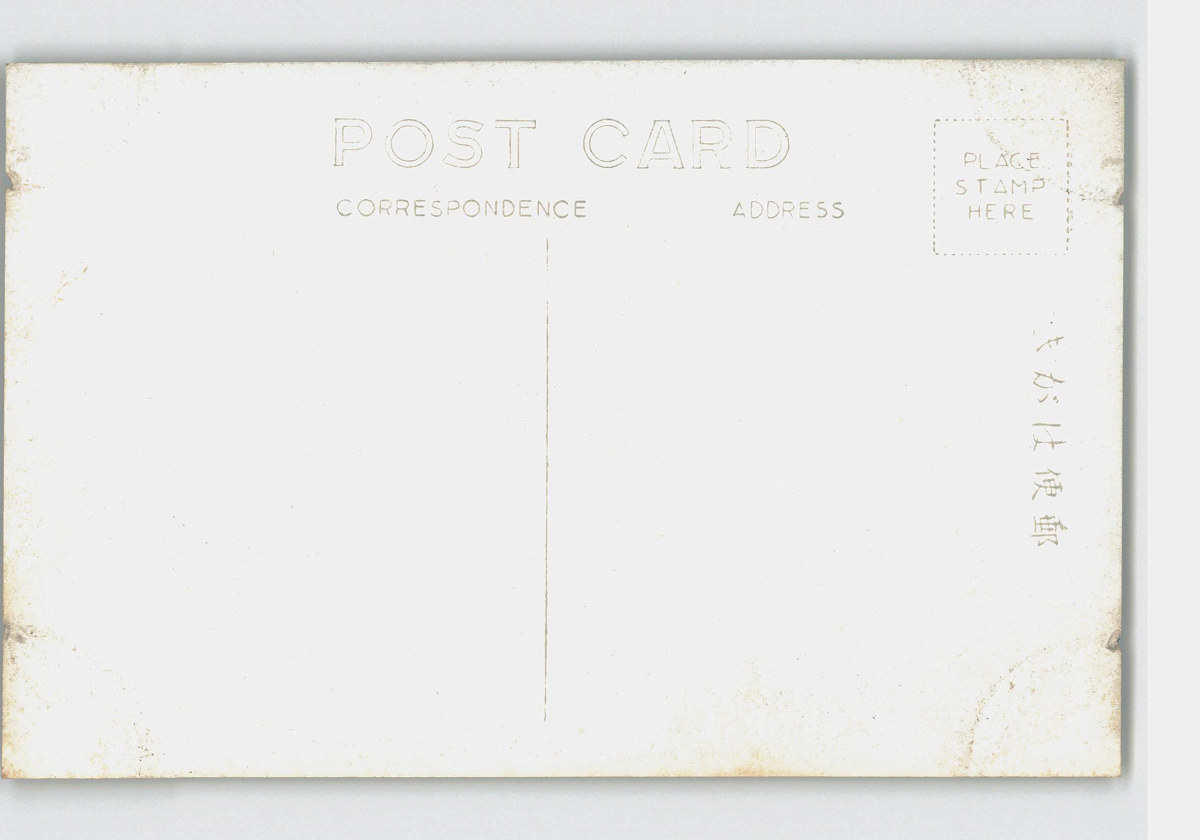 POST CARD
CORRESPONDENCE
ADDRESS
PLACE
STAMP
HERE
郵便はがき